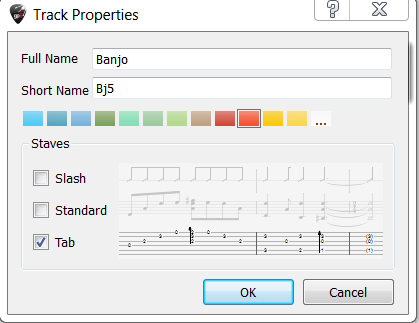 Track Properties
Full Name Banjo
Short Name Bj5
...
Staves
Slash
Standard
Tab
OK Cancel